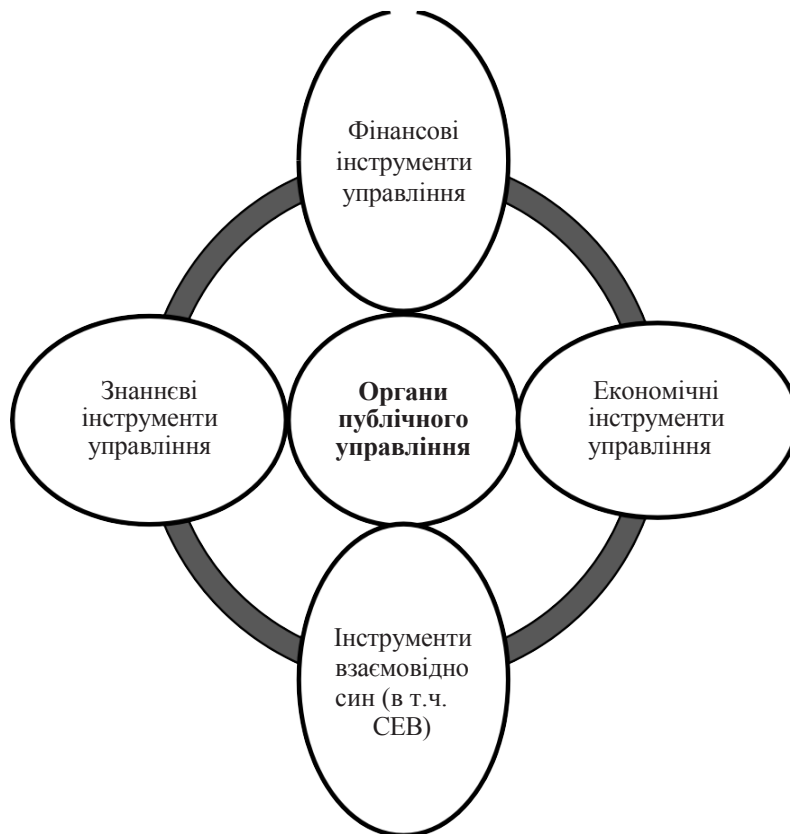 Фінансові
інструменти
управління
Знаннєві
інструменти
управління
Органи
публічного
управління
Економічні
інструменти
управління
Інструменти
взаємовідно
син (в т.ч.
СЕВ)